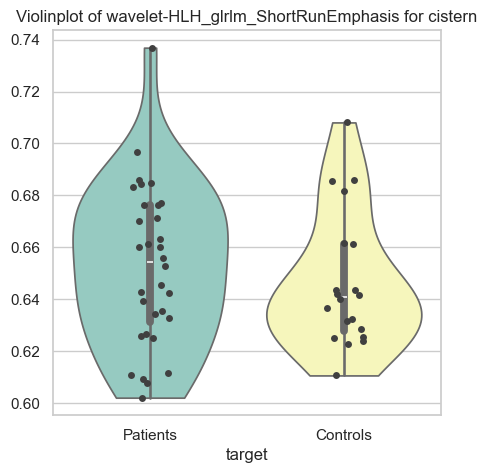 Violinplot of wavelet-HLH_glrlm_ShortRunEmphasis for cistern
0.74
0.72
0.70
0.68
0.66
0.64
0.62
0.60
Patients Controls
target